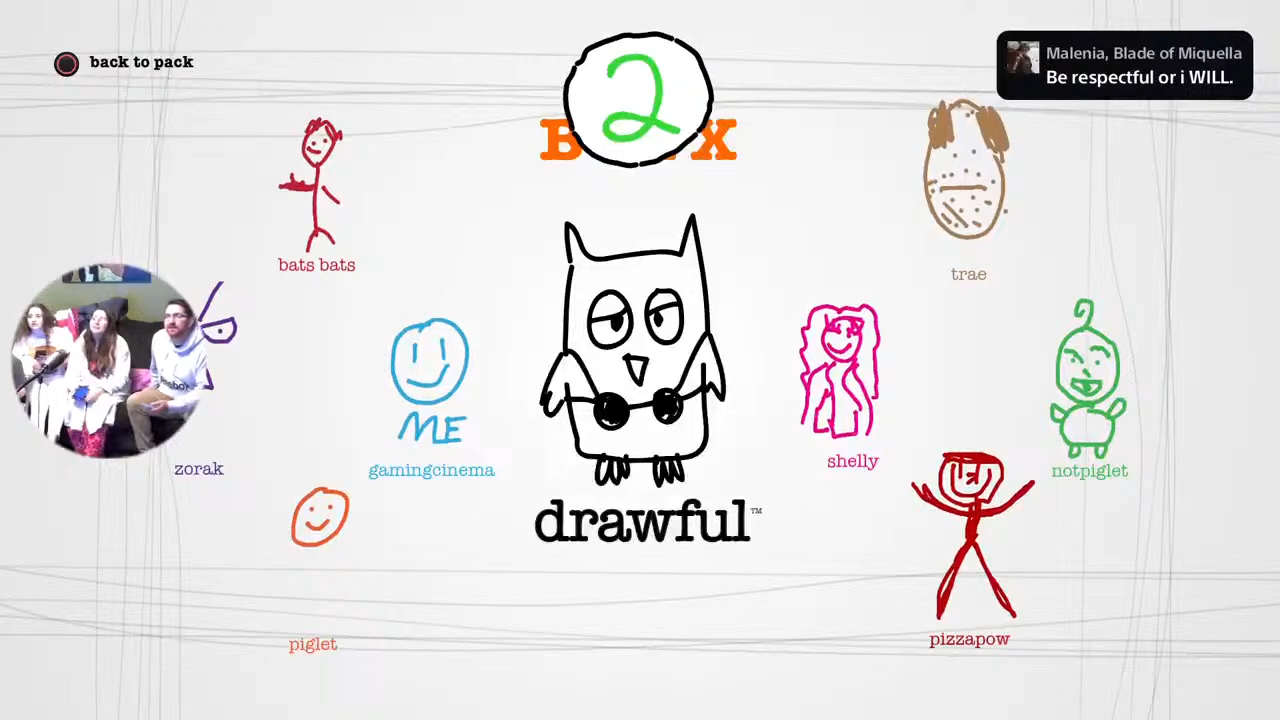 back to pack
2
B X
Malenia, Blade of Miquella
Be respectful or i WILL.
bats bats
trae
zorak
ME
gamingcinema
shelly
notpiglet
drawful™
piglet
pizzapow